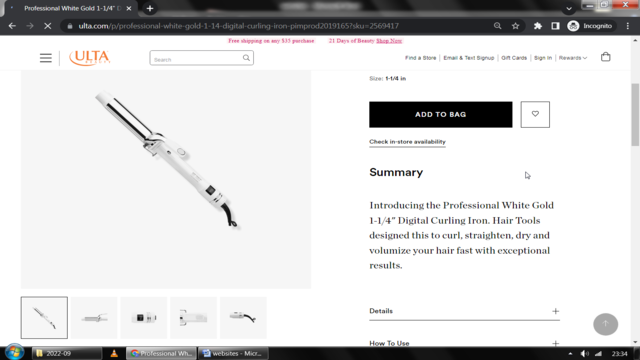 Professional White Gold 1-1/4"
Incognito
ulta.com/p/professional-white-gold-1-14-digital-curling-iron-pimprod2019165?sku=2569417
Free shipping on any $35 purchase 21 Days of Beauty Shop Now
ULTA
BEAUTY
Search
Find a Store Email & Text Signup Gift Cards Sign In Rewards
Size: 1-1/4 in
ADD TO BAG
Check in-store availability
Summary
Introducing the Professional White Gold
1-1/4" Digital Curling Iron. Hair Tools
designed this to curl, straighten, dry and
volumize your hair fast with exceptional
results.
Details
How To Use
2022-09
Professional Wh...
websites - Micr...
23:34